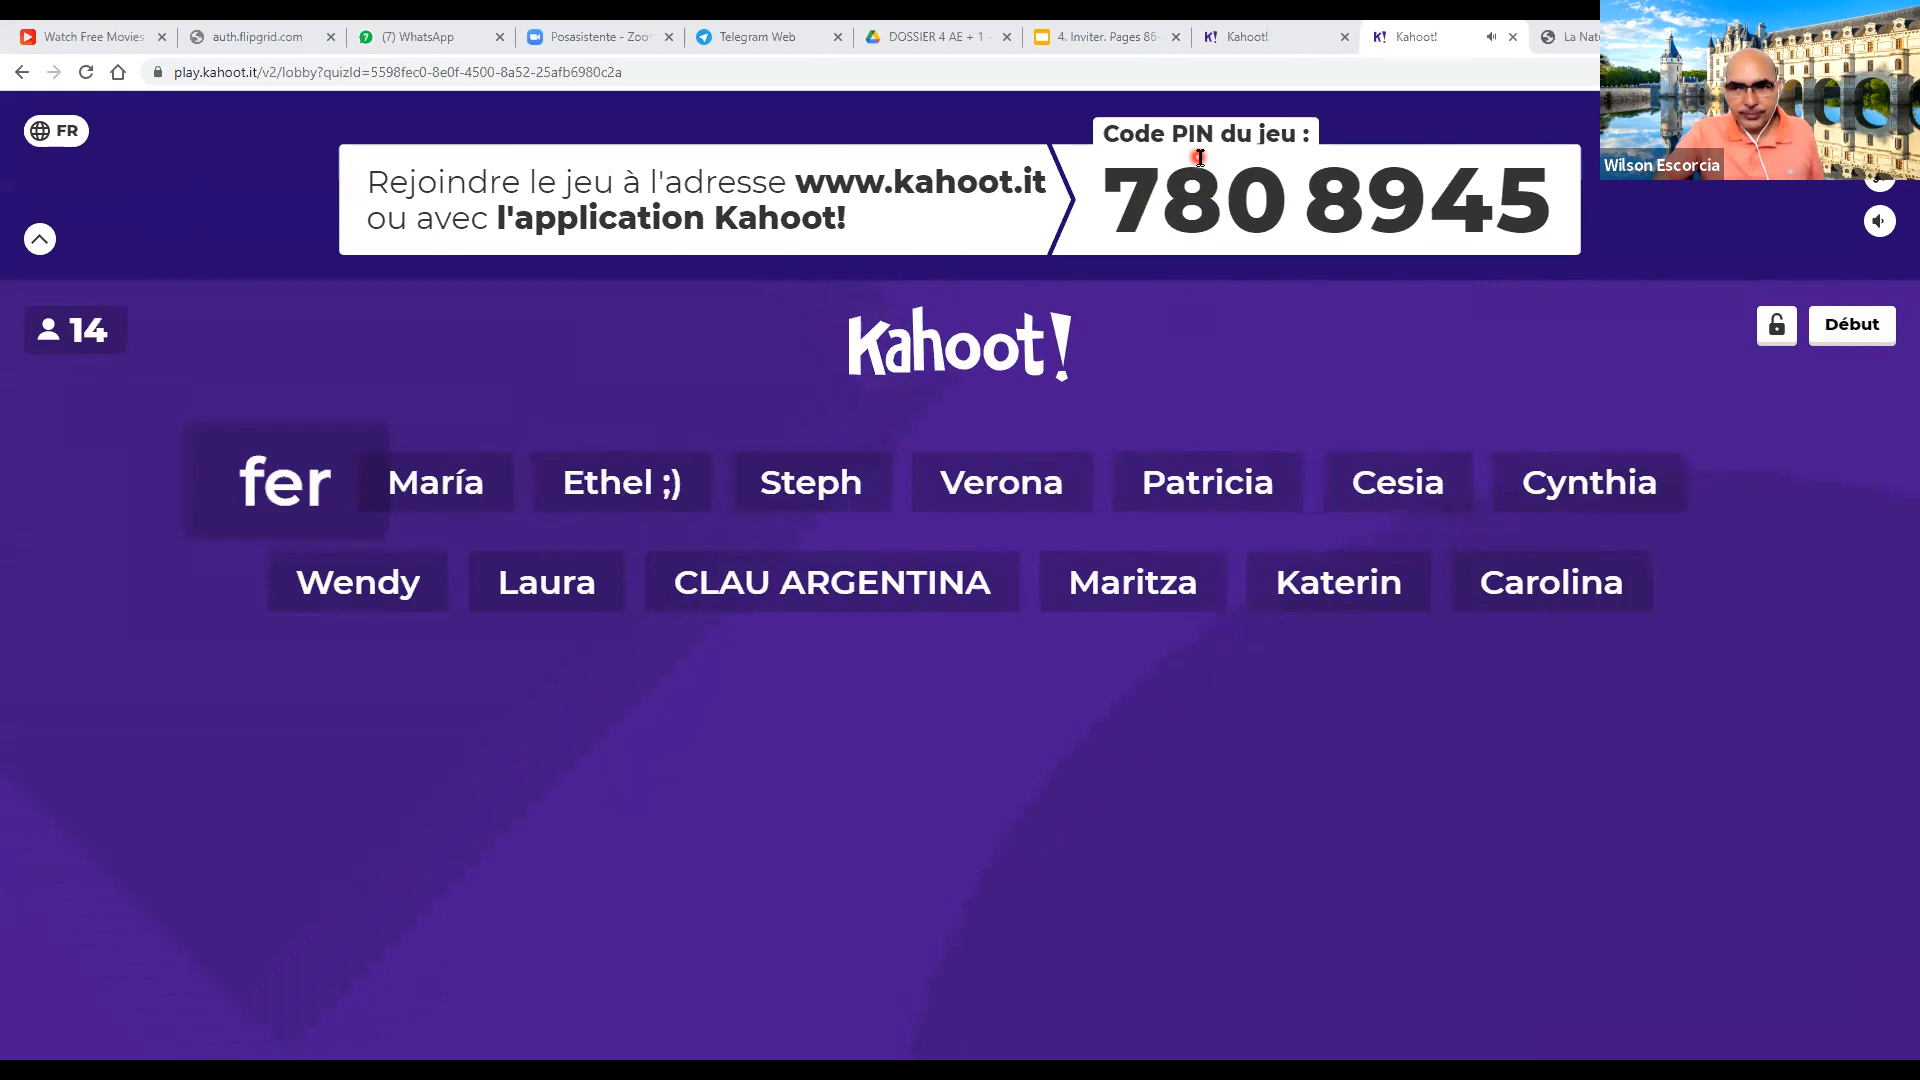 Watch Free Movies
auth.flipgrid.com
(7) WhatsApp
Posasistente - Zoo
Telegram Web
DOSSIER 4 AE + 1 -
4. Inviter. Pages 86-
Kahoot!
Kahoot!
La Nat
play.kahoot.it/v2/lobby?quizId=5598fec0-8e0f-4500-8a52-25afb6980c2a
Wilson Escorcia
FR
Rejoindre le jeu à l'adresse www.kahoot.it
ou avec l'application Kahoot!
Code PIN du jeu :
780 8945
14
Kahoot!
Début
fer María Ethel ;) Steph Verona Patricia Cesia Cynthia
Wendy Laura CLAU ARGENTINA Maritza Katerin Carolina